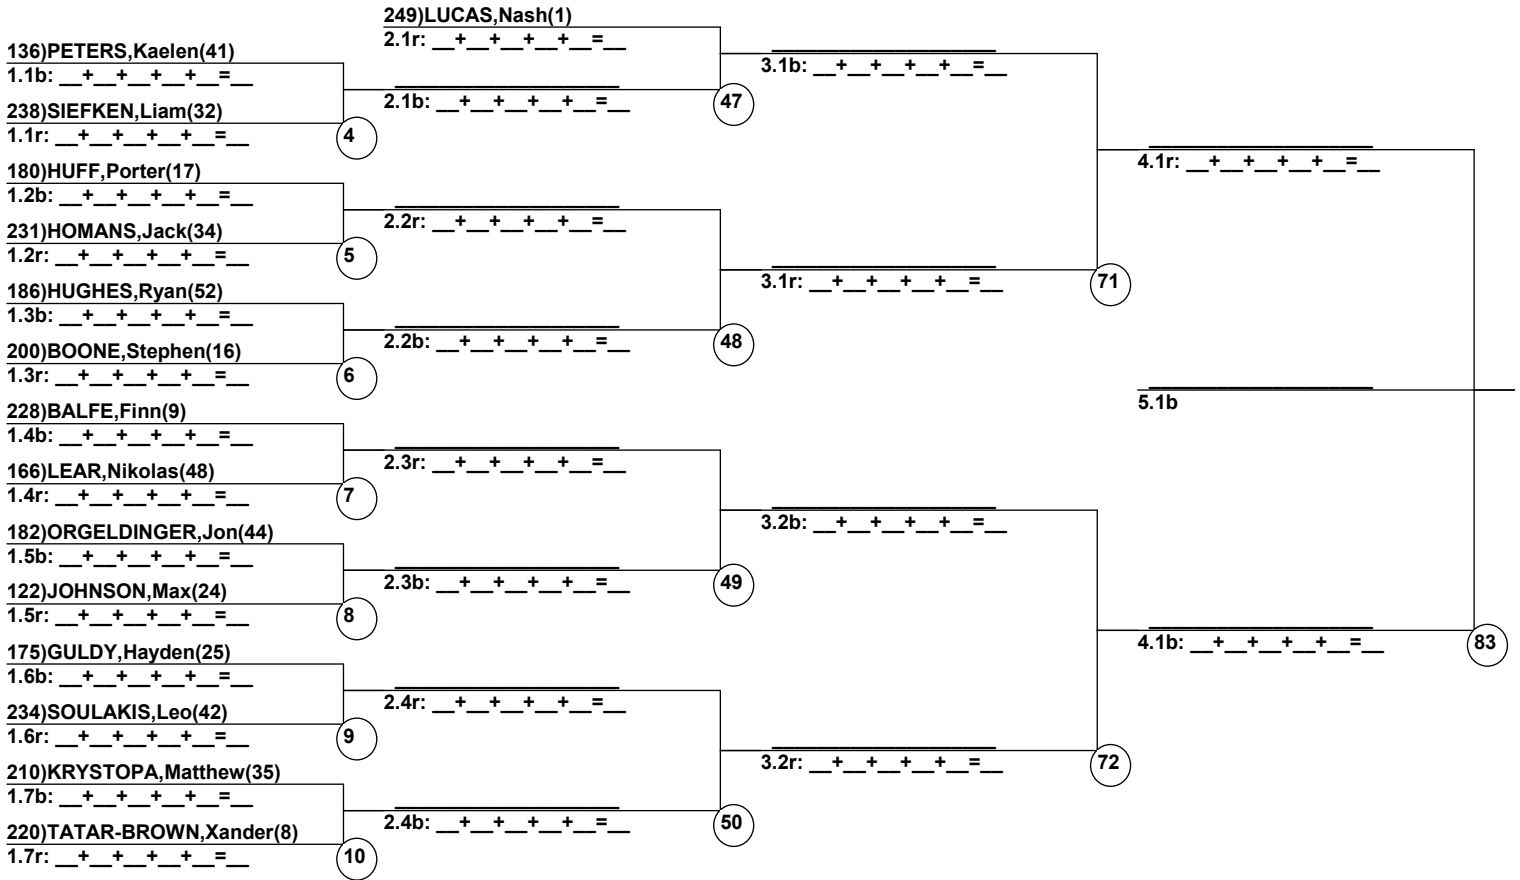 249)LUCAS,Nash(1)
2.1r: __+__+__+__+__=__
136)PETERS,Kaelen(41)
1.1b: __+__+__+__+__=__
2.1b: __+__+__+__+__=__
47
3.1b: __+__+__+__+__=__
238)SIEFKEN,Liam(32)
1.1r: __+__+__+__+__=__
4
4.1r: __+__+__+__+__=__
180)HUFF,Porter(17)
1.2b: __+__+__+__+__=__
2.2r: __+__+__+__+__=__
231)HOMANS,Jack(34)
1.2r: __+__+__+__+__=__
5
3.1r: __+__+__+__+__=__
71
186)HUGHES,Ryan(52)
1.3b: __+__+__+__+__=__
2.2b: __+__+__+__+__=__
48
200)BOONE,Stephen(16)
1.3r: __+__+__+__+__=__
6
5.1b
228)BALFE,Finn(9)
1.4b: __+__+__+__+__=__
2.3r: __+__+__+__+__=__
166)LEAR,Nikolas(48)
1.4r: __+__+__+__+__=__
7
3.2b: __+__+__+__+__=__
182)ORGELDINGER,Jon(44)
1.5b: __+__+__+__+__=__
2.3b: __+__+__+__+__=__
49
122)JOHNSON,Max(24)
1.5r: __+__+__+__+__=__
8
4.1b: __+__+__+__+__=__
83
175)GULDY,Hayden(25)
1.6b: __+__+__+__+__=__
2.4r: __+__+__+__+__=__
234)SOULAKIS,Leo(42)
1.6r: __+__+__+__+__=__
9
3.2r: __+__+__+__+__=__
72
210)KRYSTOPA,Matthew(35)
1.7b: __+__+__+__+__=__
2.4b: __+__+__+__+__=__
50
220)TATAR-BROWN,Xander(8)
1.7r: __+__+__+__+__=__
10